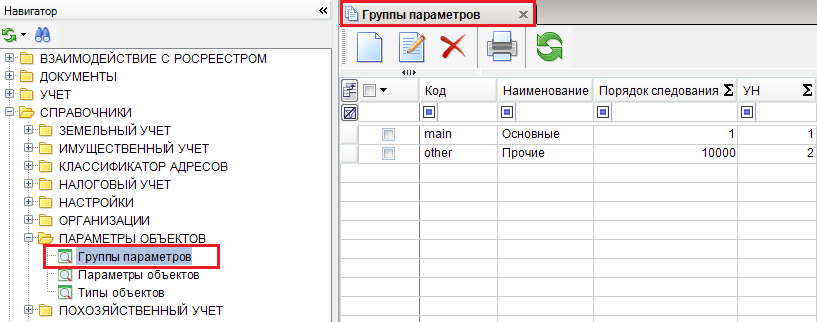 Навигатор «
ВЗАИМОДЕЙСТВИЕ С РОСРЕЕСТРОМ
ДОКУМЕНТЫ
УЧЕТ
СПРАВОЧНИКИ
ЗЕМЕЛЬНЫЙ УЧЕТ
ИМУЩЕСТВЕННЫЙ УЧЕТ
КЛАССИФИКАТОР АДРЕСОВ
НАЛОГОВЫЙ УЧЕТ
НАСТРОЙКИ
ОРГАНИЗАЦИИ
ПАРАМЕТРЫ ОБЪЕКТОВ
Группы параметров
Параметры объектов
Типы объектов
ПОХОЗЯЙСТВЕННЫЙ УЧЕТ
Группы параметров ×
Код Наименование Порядок следования Σ УН Σ
main Основные 1 1
other Прочие 10000 2